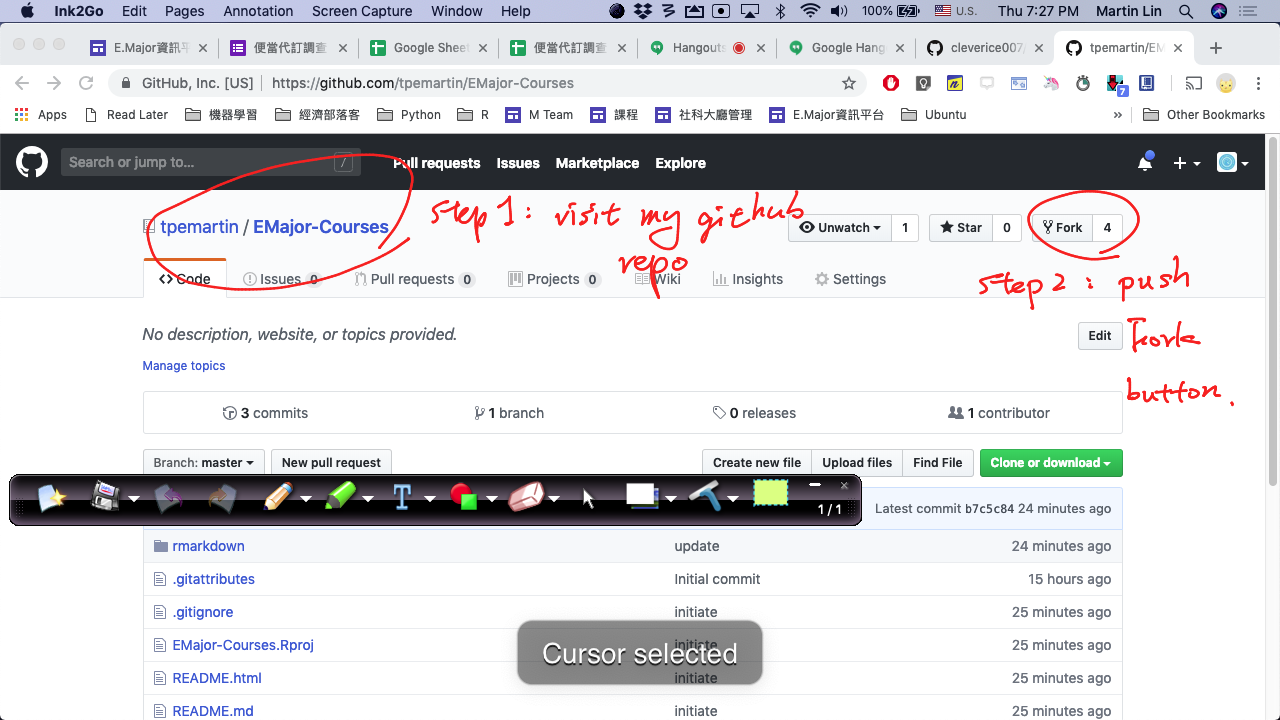 Ink2Go File Edit Pages Annotation Screen Capture Window Help 100% U.S. Thu 7:27 PM Martin Lin
E.Major資訊平 便當代訂調查 Google Shee 便當代訂調查 Hangouts Google Hang cleverice007/ tpemartin/EM
GitHub, Inc. [US] https://github.com/tpemartin/EMajor-Courses 7
Apps Read Later 機器學習 經濟部落客 Python R M Team 課程 社科大廳管理 E.Major資訊平台 Ubuntu » Other Bookmarks
Search or jump to... / Pull requests Issues Marketplace Explore
step 1: visit my github
repo
tpemartin / EMajor-Courses Unwatch 1 Star 0 Fork 4
Code Issues 0 Pull requests 0 Projects 0 Wiki Insights Settings
step 2: push
Fork
button.
No description, website, or topics provided. Edit
Manage topics
3 commits 1 branch 0 releases 1 contributor
Branch: master New pull request Create new file Upload files Find File Clone or download
T 1 / 1
Latest commit b7c5c84 24 minutes ago
rmarkdown update 24 minutes ago
.gitattributes Initial commit 15 hours ago
.gitignore initiate 25 minutes ago
EMajor-Courses.Rproj initiate 25 minutes ago
Cursor selected
README.html initiate 25 minutes ago
README.md initiate 25 minutes ago